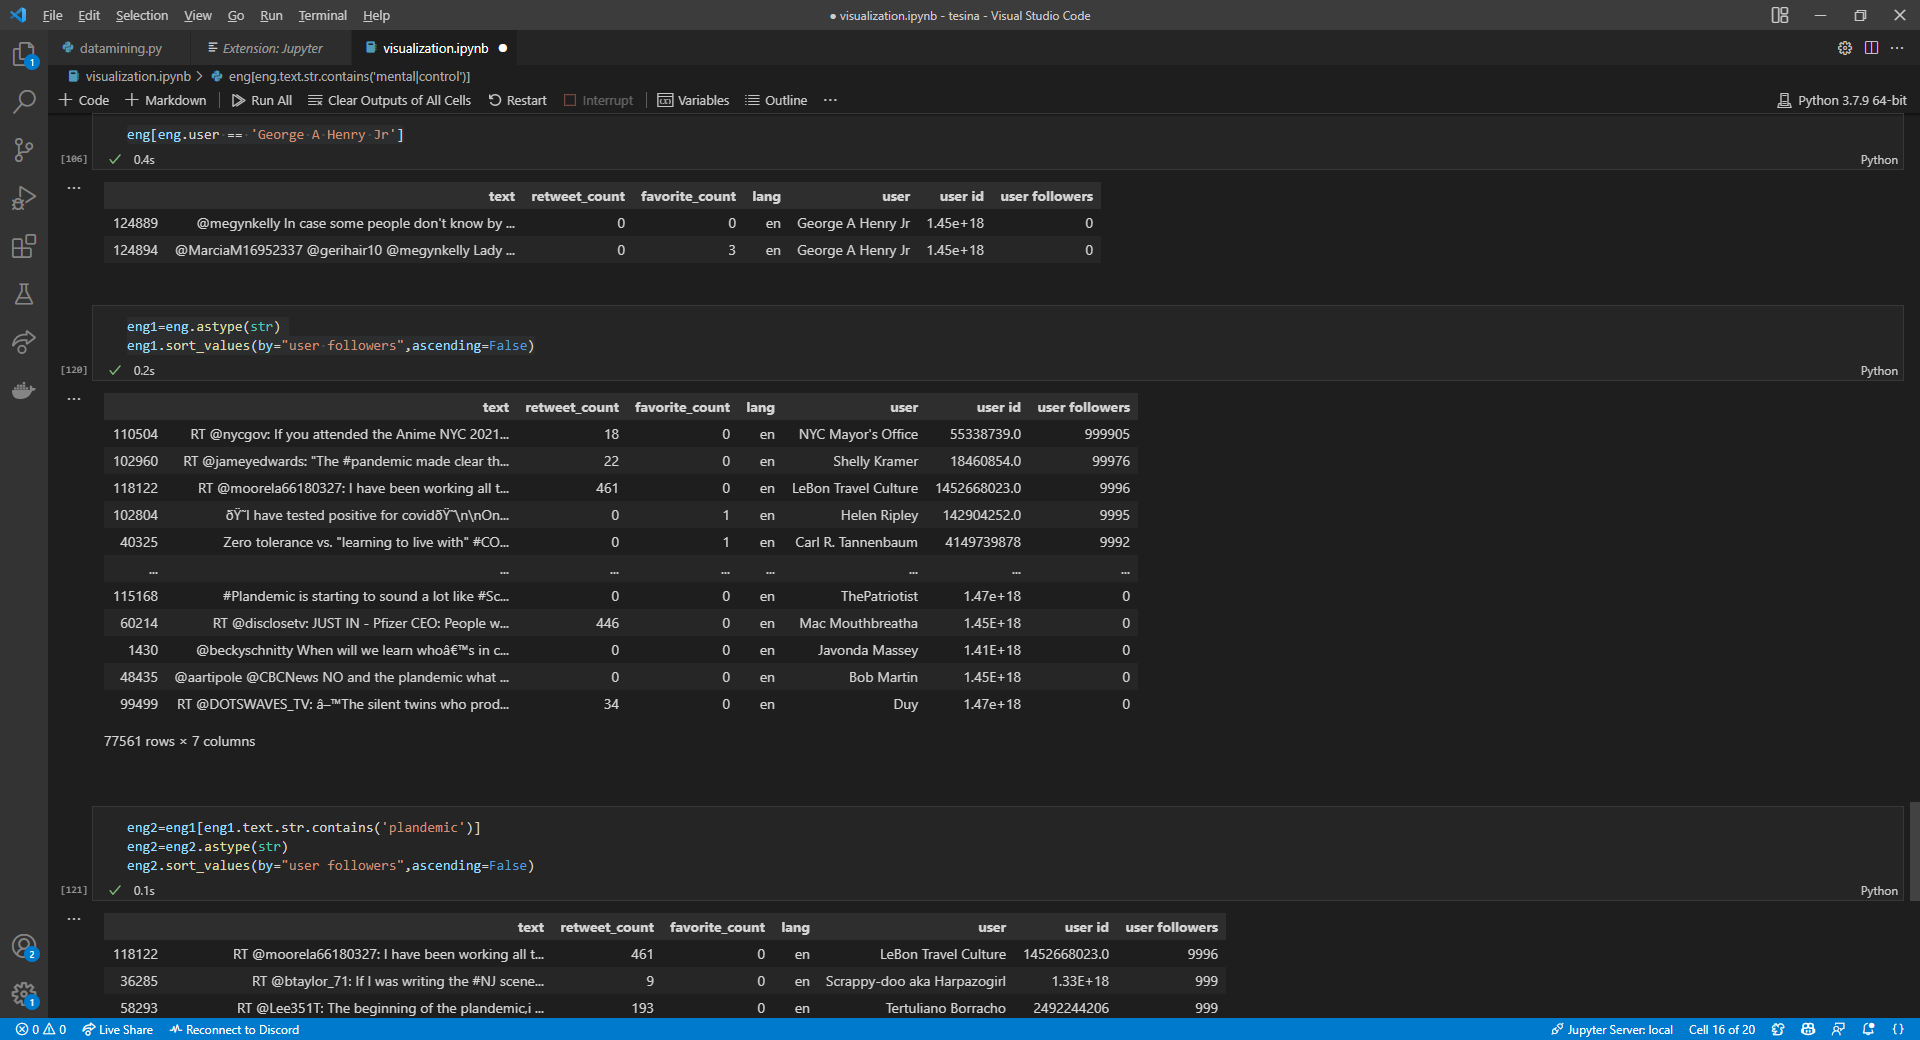 File Edit Selection View Go Run Terminal Help
● visualization.ipynb - tesina - Visual Studio Code
datamining.py Extension: Jupyter visualization.ipynb ●
visualization.ipynb > eng[eng.text.str.contains('mental|control')]
+ Code + Markdown Run All Clear Outputs of All Cells Restart Interrupt Variables Outline ...
Python 3.7.9 64-bit
eng[eng.user == 'George A Henry Jr']
[106] ✓ 0.4s Python
...
text retweet_count favorite_count lang user user id user followers
124889 @megynkelly In case some people don't know by ... 0 0 en George A Henry Jr 1.45e+18 0
124894 @MarciaM16952337 @gerihair10 @megynkelly Lady ... 0 3 en George A Henry Jr 1.45e+18 0
eng1=eng.astype(str)
eng1.sort_values(by="user followers",ascending=False)
[120] ✓ 0.2s Python
...
text retweet_count favorite_count lang user user id user followers
110504 RT @nycgov: If you attended the Anime NYC 2021... 18 0 en NYC Mayor's Office 55338739.0 999905
102960 RT @jameyedwards: "The #pandemic made clear th... 22 0 en Shelly Kramer 18460854.0 99976
118122 RT @moorela66180327: I have been working all t... 461 0 en LeBon Travel Culture 1452668023.0 9996
102804 ðŸ˜I have tested positive for covidðŸ˜\n\nOn... 0 1 en Helen Ripley 142904252.0 9995
40325 Zero tolerance vs. "learning to live with" #CO... 0 1 en Carl R. Tannenbaum 4149739878 9992
... ... ... ... ... ... ... ...
115168 #Plandemic is starting to sound a lot like #Sc... 0 0 en ThePatriotist 1.47e+18 0
60214 RT @disclosetv: JUST IN - Pfizer CEO: People w... 446 0 en Mac Mouthbreatha 1.45E+18 0
1430 @beckyschnitty When will we learn whoâ€™s in c... 0 0 en Javonda Massey 1.41E+18 0
48435 @aartipole @CBCNews NO and the plandemic what ... 0 0 en Bob Martin 1.45E+18 0
99499 RT @DOTSWAVES_TV: â–™The silent twins who prod... 34 0 en Duy 1.47e+18 0
77561 rows × 7 columns
eng2=eng1[eng1.text.str.contains('plandemic')]
eng2=eng2.astype(str)
eng2.sort_values(by="user followers",ascending=False)
[121] ✓ 0.1s Python
...
text retweet_count favorite_count lang user user id user followers
118122 RT @moorela66180327: I have been working all t... 461 0 en LeBon Travel Culture 1452668023.0 9996
36285 RT @btaylor_71: If I was writing the #NJ scene... 9 0 en Scrappy-doo aka Harpazogirl 1.33E+18 999
58293 RT @Lee351T: The beginning of the plandemic,i ... 193 0 en Tertuliano Borracho 2492244206 999
1
2
1
0 0 Live Share Reconnect to Discord Jupyter Server: local Cell 16 of 20